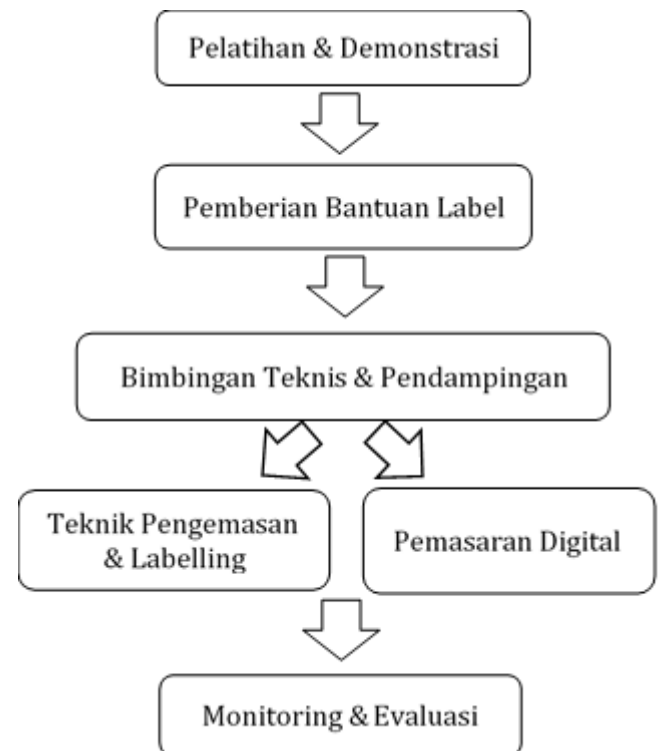 Pelatihan & Demonstrasi
Pemberian Bantuan Label
Bimbingan Teknis & Pendampingan
Teknik Pengemasan
& Labelling
Pemasaran Digital
Monitoring & Evaluasi